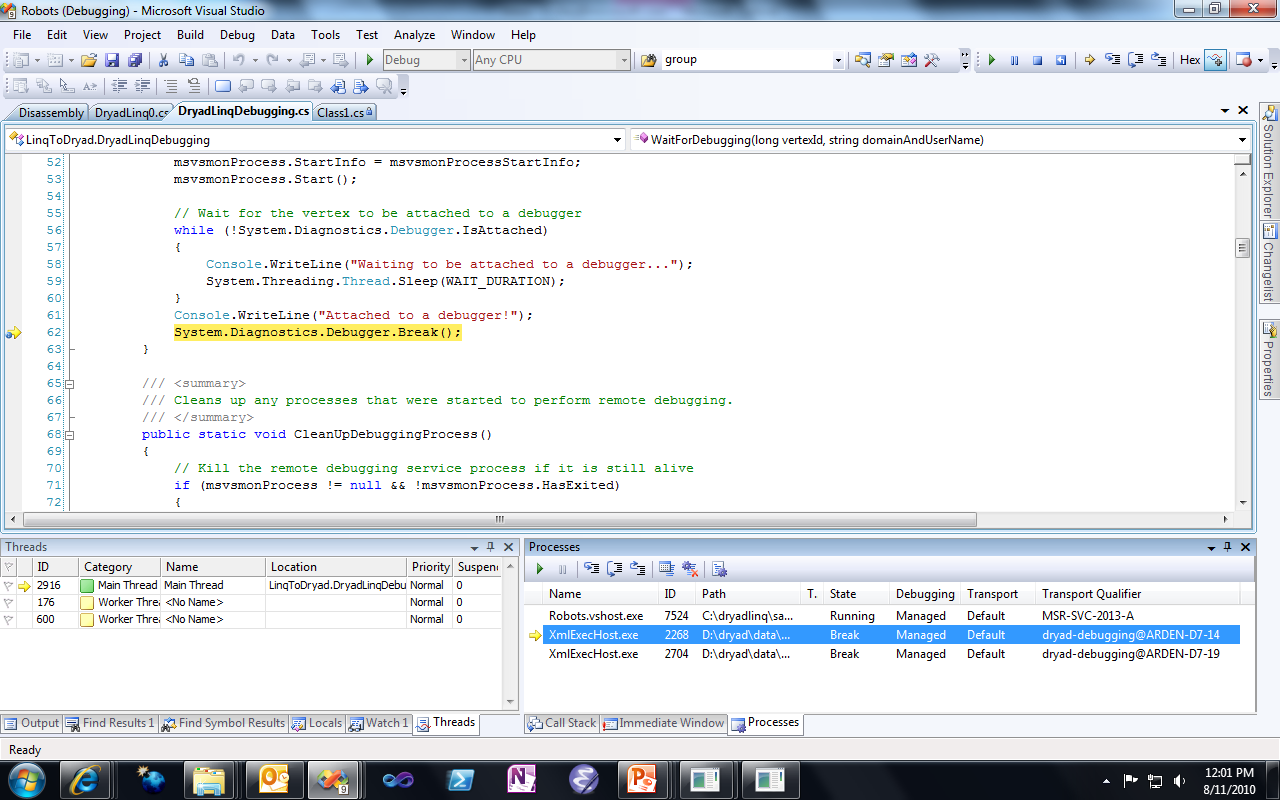 Robots (Debugging) - Microsoft Visual Studio
File Edit View Project Build Debug Data Tools Test Analyze Window Help
Debug Any CPU group Hex
Disassembly DryadLinq0.cs DryadLinqDebugging.cs Class1.cs
LinqToDryad.DryadLinqDebugging WaitForDebugging(long vertexId, string domainAndUserName)
52 msvsmonProcess.StartInfo = msvsmonProcessStartInfo;
53 msvsmonProcess.Start();
54
55 // Wait for the vertex to be attached to a debugger
56 while (!System.Diagnostics.Debugger.IsAttached)
57 {
58 Console.WriteLine("Waiting to be attached to a debugger...");
59 System.Threading.Thread.Sleep(WAIT_DURATION);
60 }
61 Console.WriteLine("Attached to a debugger!");
62 System.Diagnostics.Debugger.Break();
63 }
64
65 /// <summary>
66 /// Cleans up any processes that were started to perform remote debugging.
67 /// </summary>
68 public static void CleanUpDebuggingProcess()
69 {
70 // Kill the remote debugging service process if it is still alive
71 if (msvsmonProcess != null && !msvsmonProcess.HasExited)
72 {
Solution Explorer
Changelist
Properties
Threads
ID Category Name Location Priority Suspend
2916 Main Thread Main Thread LinqToDryad.DryadLinqDebu Normal 0
176 Worker Threa <No Name> Normal 0
600 Worker Threa <No Name> Normal 0
Output Find Results 1 Find Symbol Results Locals Watch 1 Threads
Processes
Name ID Path T. State Debugging Transport Transport Qualifier
Robots.vshost.exe 7524 C:\dryadlinq\sa... Running Managed Default MSR-SVC-2013-A
XmlExecHost.exe 2268 D:\dryad\data\... Break Managed Default dryad-debugging@ARDEN-D7-14
XmlExecHost.exe 2704 D:\dryad\data\... Break Managed Default dryad-debugging@ARDEN-D7-19
Call Stack Immediate Window Processes
Ready
12:01 PM
8/11/2010